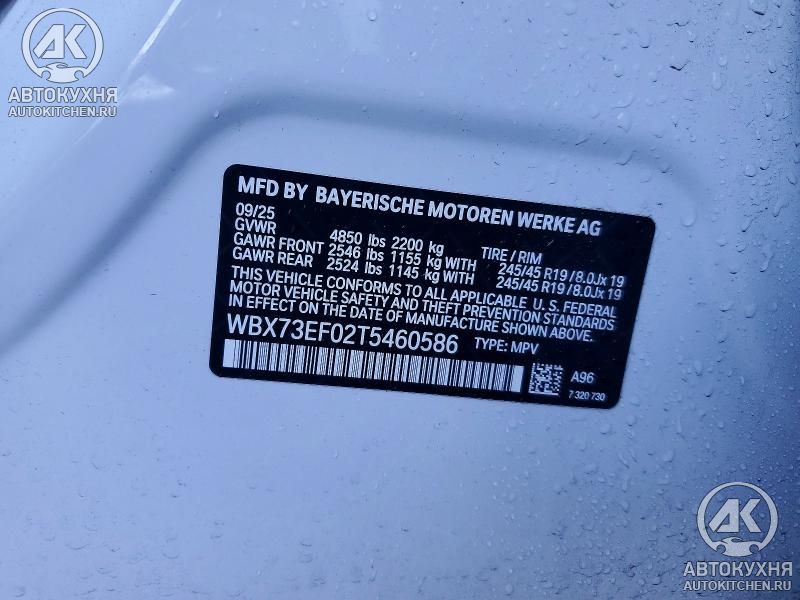 АК
АВТОКУХНЯ
AUTOKITCHEN.RU
MFD BY BAYERISCHE MOTOREN WERKE AG
09/25
GVWR 4850 lbs 2200 kg TIRE / RIM
GAWR FRONT 2546 lbs 1155 kg WITH 245/45 R19 / 8.0Jx 19
GAWR REAR 2524 lbs 1145 kg WITH 245/45 R19 / 8.0Jx 19
THIS VEHICLE CONFORMS TO ALL APPLICABLE U. S. FEDERAL
MOTOR VEHICLE SAFETY AND THEFT PREVENTION STANDARDS
IN EFFECT ON THE DATE OF MANUFACTURE SHOWN ABOVE.
WBX73EF02T5460586 TYPE: MPV
A96
7 320 730
АК
АВТОКУХНЯ
AUTOKITCHEN.RU